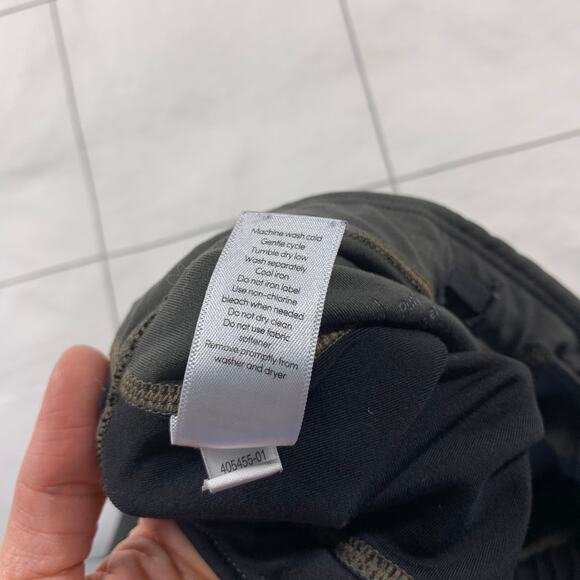 Machine wash cold
Gentle cycle
Tumble dry low
Wash separately
Cool iron
Do not iron label
Use non-chlorine
bleach when needed
Do not dry clean
Do not use fabric
softener
Remove promptly from
washer and dryer
405455-01